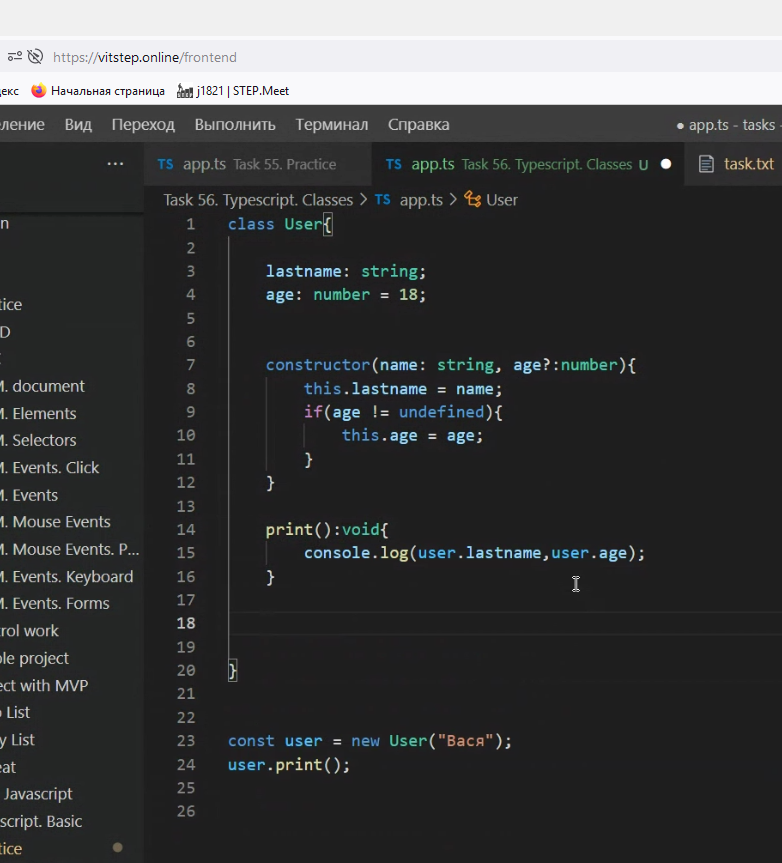 https://vitstep.online/frontend
декс Начальная страница j1821 | STEP.Meet
ление Вид Переход Выполнить Терминал Справка ● app.ts - tasks -
... TS app.ts Task 55. Practice TS app.ts Task 56. Typescript. Classes U ● task.txt
Task 56. Typescript. Classes > TS app.ts > User
n
tice
D
M. document
M. Elements
M. Selectors
M. Events. Click
M. Events
M. Mouse Events
M. Mouse Events. P...
M. Events. Keyboard
M. Events. Forms
rol work
ple project
ect with MVP
o List
y List
eat
Javascript
script. Basic
tice
1 class User{
2
3 lastname: string;
4 age: number = 18;
5
6
7 constructor(name: string, age?:number){
8 this.lastname = name;
9 if(age != undefined){
10 this.age = age;
11 }
12 }
13
14 print():void{
15 console.log(user.lastname,user.age);
16 }
17
18
19
20 }
21
22
23 const user = new User("Вася");
24 user.print();
25
26